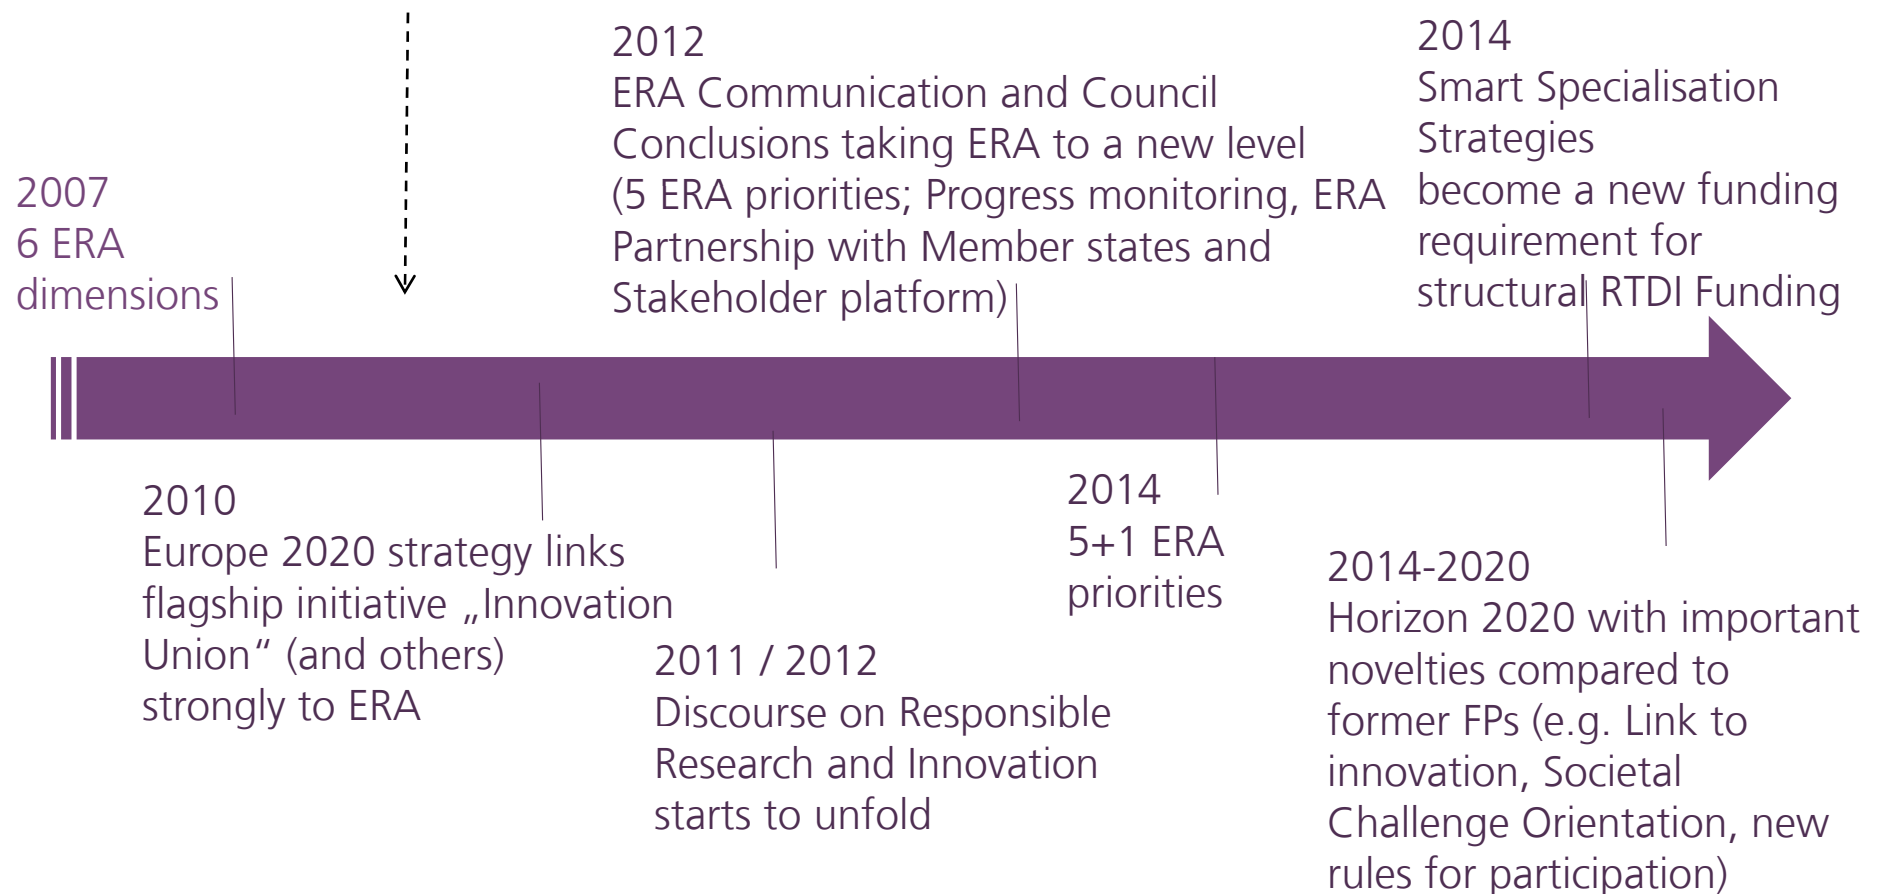 2007
6 ERA
dimensions
2012
ERA Communication and Council
Conclusions taking ERA to a new level
(5 ERA priorities; Progress monitoring, ERA
Partnership with Member states and
Stakeholder platform)
2014
Smart Specialisation
Strategies
become a new funding
requirement for
structural RTDI Funding
2010
Europe 2020 strategy links
flagship initiative „Innovation
Union“ (and others)
strongly to ERA
2011 / 2012
Discourse on Responsible
Research and Innovation
starts to unfold
2014
5+1 ERA
priorities
2014-2020
Horizon 2020 with important
novelties compared to
former FPs (e.g. Link to
innovation, Societal
Challenge Orientation, new
rules for participation)